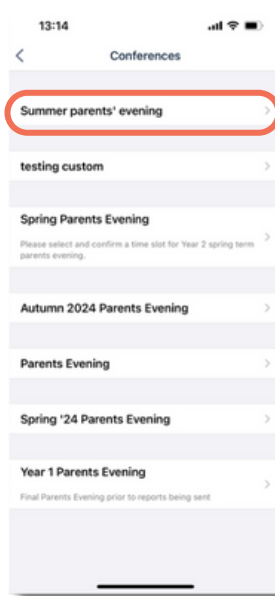 13:14
Conferences
Summer parents' evening
testing custom
Spring Parents Evening
Please select and confirm a time slot for Year 2 spring term
parents evening.
Autumn 2024 Parents Evening
Parents Evening
Spring '24 Parents Evening
Year 1 Parents Evening
Final Parents Evening prior to reports being sent